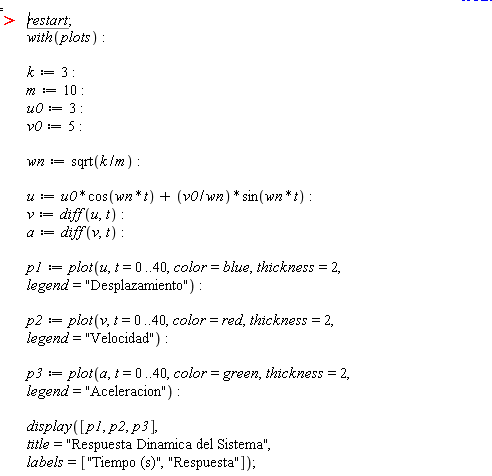 > restart;
with(plots) :
k := 3 :
m := 10 :
u0 := 3 :
v0 := 5 :
wn := sqrt(k/m) :
u := u0*cos(wn*t) + (v0/wn)*sin(wn*t) :
v := diff(u, t) :
a := diff(v, t) :
p1 := plot(u, t = 0 ..40, color = blue, thickness = 2,
legend = "Desplazamiento") :
p2 := plot(v, t = 0 ..40, color = red, thickness = 2,
legend = "Velocidad") :
p3 := plot(a, t = 0 ..40, color = green, thickness = 2,
legend = "Aceleracion") :
display([p1, p2, p3],
title = "Respuesta Dinamica del Sistema",
labels = ["Tiempo (s)", "Respuesta"]);